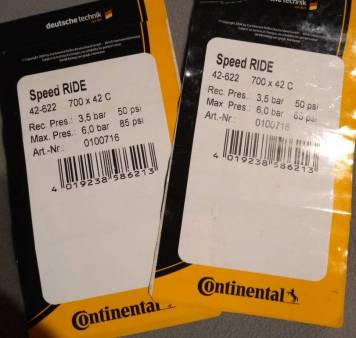 deutsche technik
Speed RIDE
42-622 700 x 42 C
Rec. Pres.: 3,5 bar 50 psi
Max. Pres.: 6,0 bar 85 psi
Art.-Nr.: 0100716
4 019238 586213
Continental
deutsche technik
Speed RIDE
42-622 700 x 42 C
Rec. Pres.: 3,5 bar 50 psi
Max. Pres.: 6,0 bar 85 psi
Art.-Nr.: 0100716
4 019238 586213
Continental